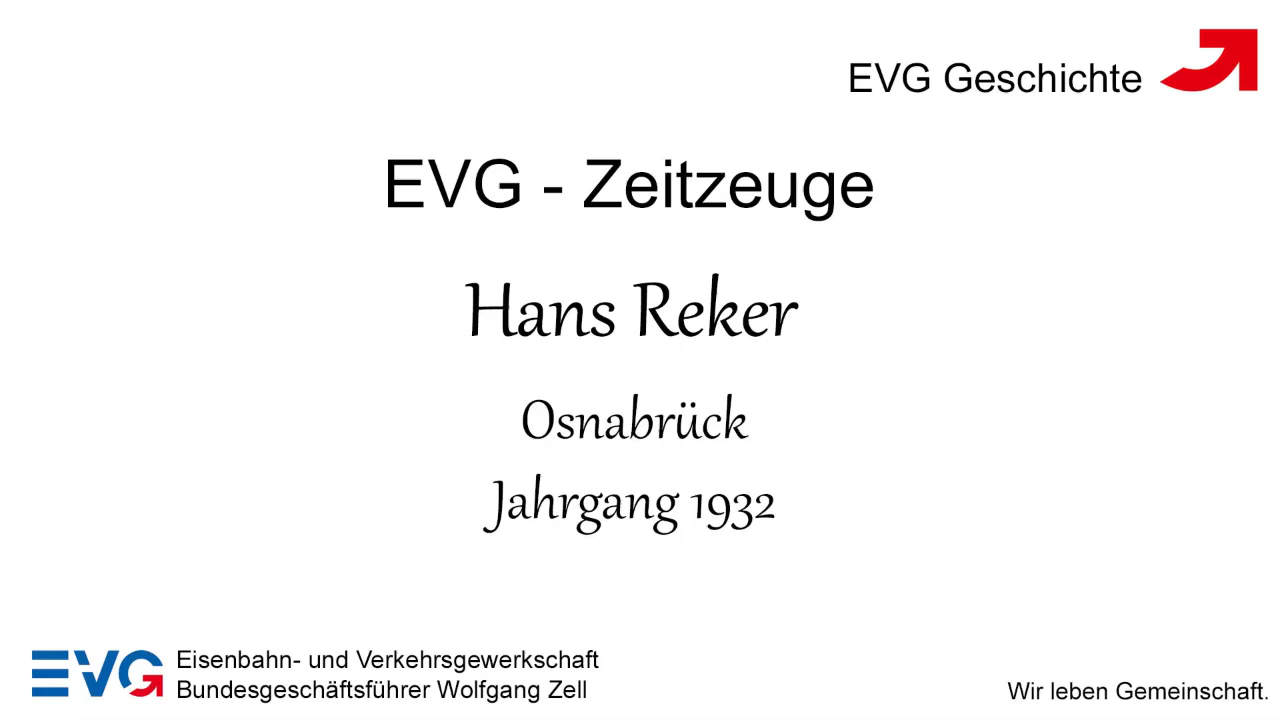 EVG Geschichte
EVG - Zeitzeuge
Hans Reker
Osnabrück
Jahrgang 1932
EVG
Eisenbahn- und Verkehrsgewerkschaft
Bundesgeschäftsführer Wolfgang Zell
Wir leben Gemeinschaft.